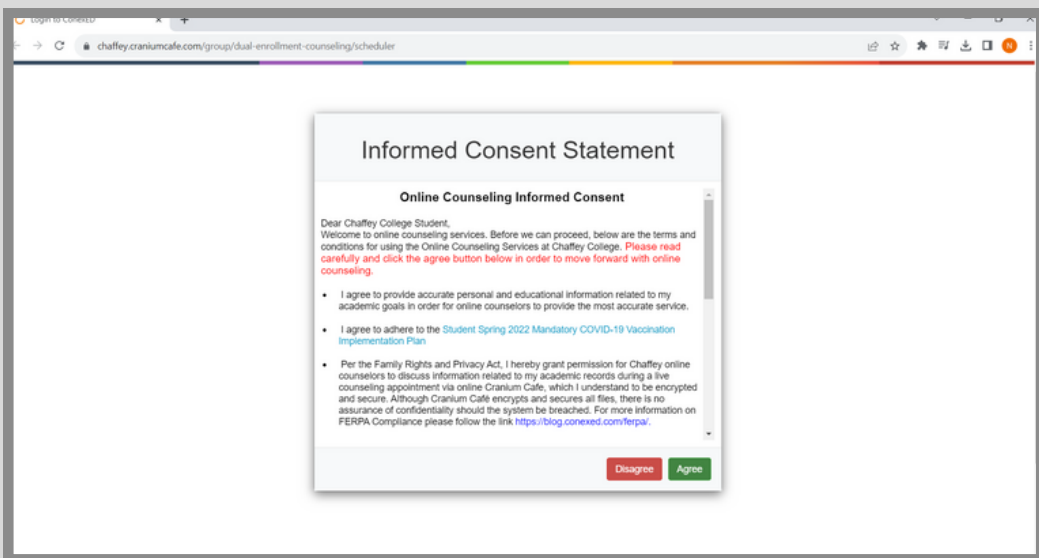 Login to ConexED
chaffey.craniumcafe.com/group/dual-enrollment-counseling/scheduler
N
Informed Consent Statement
Online Counseling Informed Consent
Dear Chaffey College Student,
Welcome to online counseling services. Before we can proceed, below are the terms and
conditions for using the Online Counseling Services at Chaffey College. Please read
carefully and click the agree button below in order to move forward with online
counseling.
• I agree to provide accurate personal and educational information related to my
academic goals in order for online counselors to provide the most accurate service.
• I agree to adhere to the Student Spring 2022 Mandatory COVID-19 Vaccination
Implementation Plan
• Per the Family Rights and Privacy Act, I hereby grant permission for Chaffey online
counselors to discuss information related to my academic records during a live
counseling appointment via online Cranium Cafe, which I understand to be encrypted
and secure. Although Cranium Café encrypts and secures all files, there is no
assurance of confidentiality should the system be breached. For more information on
FERPA Compliance please follow the link https://blog.conexed.com/ferpa/.
Disagree Agree